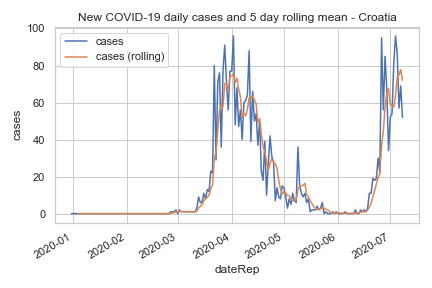 New COVID-19 daily cases and 5 day rolling mean - Croatia
cases
cases (rolling)
100
80
60
40
20
0
cases
2020-01
2020-02
2020-03
2020-04
2020-05
2020-06
2020-07
dateRep